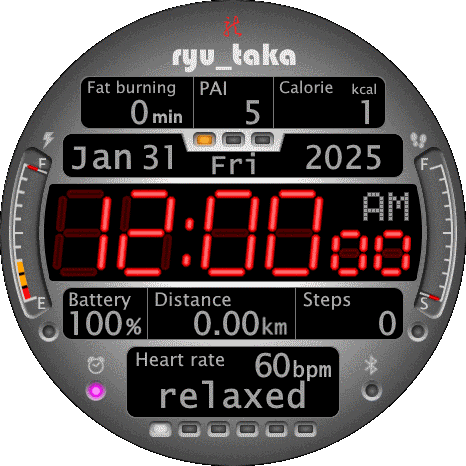 ryu_taka
Fat burning PAI Calorie kcal
0min 5 1
Jan 31 Fri 2025
F F
12:00 00 AM
E S
Battery Distance Steps
100% 0.00km 0
Heart rate 60bpm
relaxed